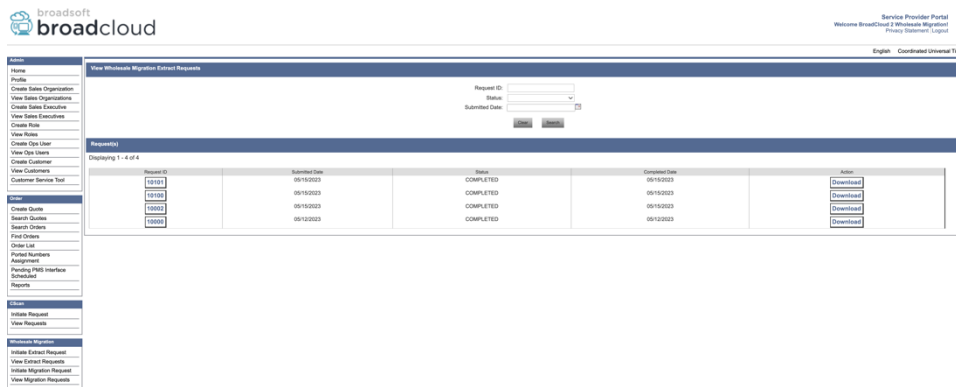 broadsoft
broadcloud
Service Provider Portal
Welcome BroadCloud 2 Wholesale Migration!
Privacy Statement Logout
English Coordinated Universal Ti
Admin
Home
Profile
Create Sales Organization
View Sales Organizations
Create Sales Executive
View Sales Executives
Create Role
View Roles
Create Ops User
View Ops Users
Create Customer
View Customers
Customer Service Tool
Order
Create Quote
Search Quotes
Search Orders
Find Orders
Order List
Ported Numbers
Assignment
Pending PMS Interface
Scheduled
Reports
CScan
Initiate Request
View Requests
Wholesale Migration
Initiate Extract Request
View Extract Requests
Initiate Migration Request
View Migration Requests
View Wholesale Migration Extract Requests
Request ID:
Status:
Submitted Date:
Clear Search
Request(s)
Displaying 1 - 4 of 4
Request ID Submitted Date Status Completed Date Action
10101 05/15/2023 COMPLETED 05/15/2023 Download
10100 05/15/2023 COMPLETED 05/15/2023 Download
10002 05/15/2023 COMPLETED 05/15/2023 Download
10000 05/12/2023 COMPLETED 05/12/2023 Download